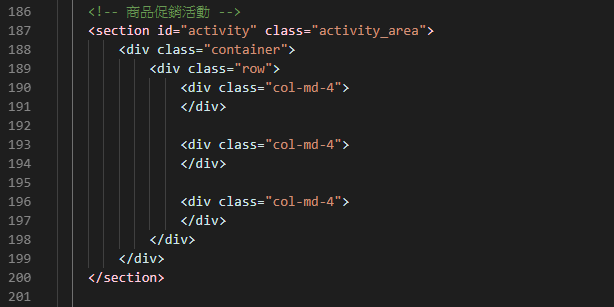 186 <!-- 商品促銷活動 -->
187 <section id="activity" class="activity_area">
188 <div class="container">
189 <div class="row">
190 <div class="col-md-4">
191 </div>
192
193 <div class="col-md-4">
194 </div>
195
196 <div class="col-md-4">
197 </div>
198 </div>
199 </div>
200 </section>
201